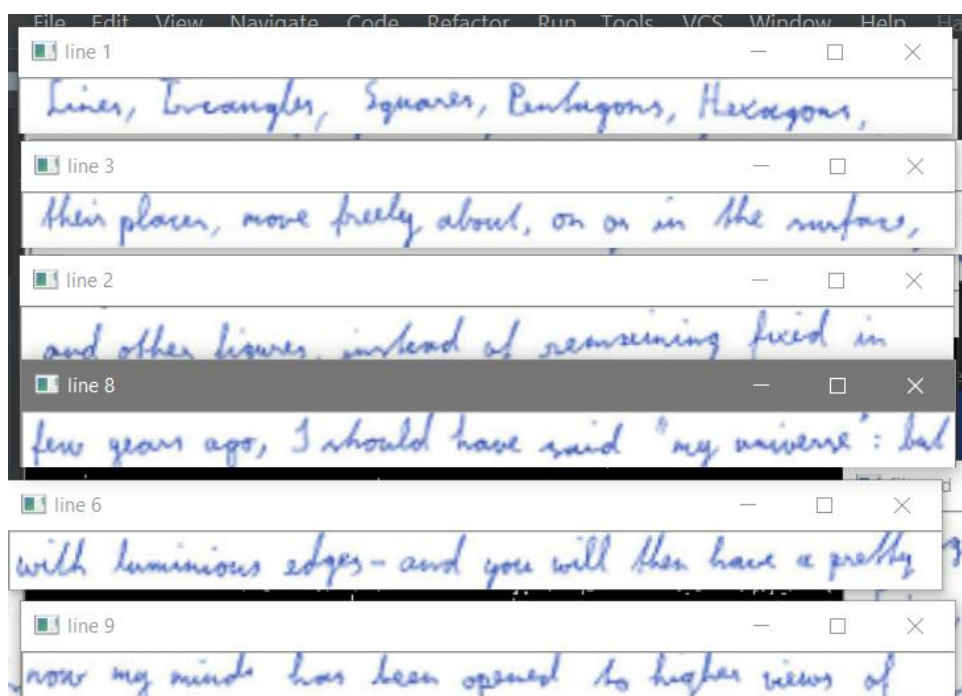 File Edit View Navigate Code Refactor Run Tools VCS Window Help Ha
line 1
Lines, Treangles, Squares, Pentagons, Hexagons,
line 3
their places, move freely about, on or in the surface,
line 2
and other figures, instead of remaining fixed in
line 8
few years ago, I should have said "my universe": but
line 6
with luminious edges - and you will then have a pretty
line 9
now my mind has been opened to higher views of